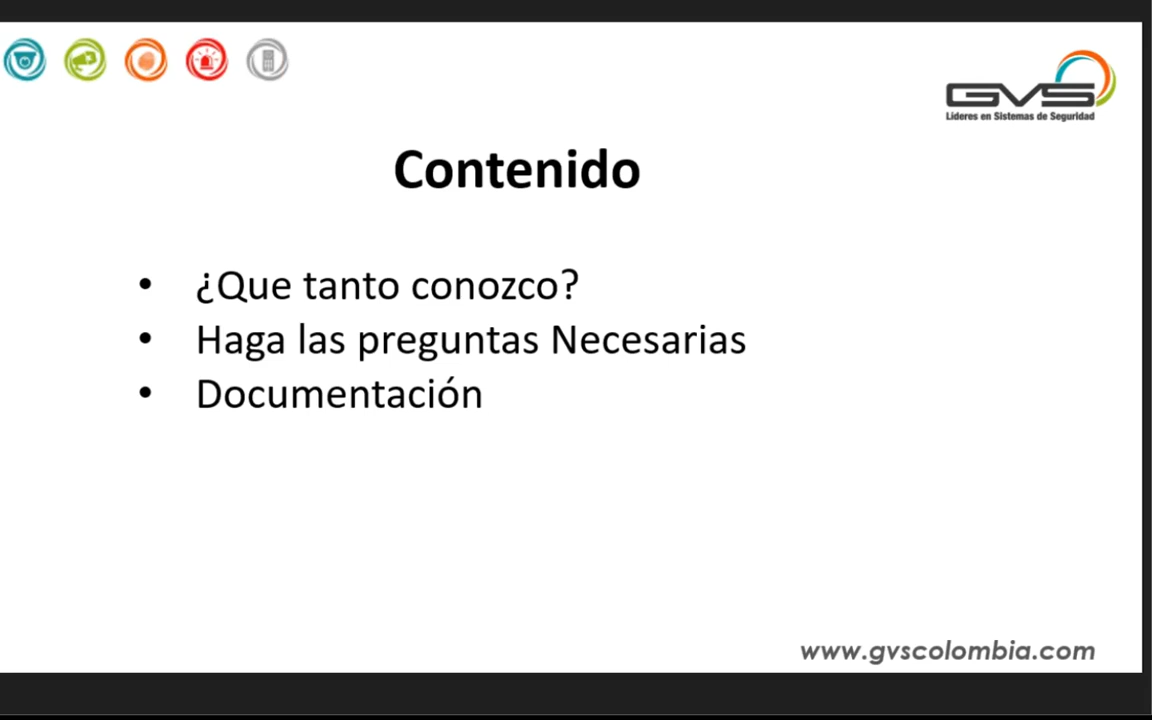 GVS
Lideres en Sistemas de Seguridad
Contenido
• ¿Que tanto conozco?
• Haga las preguntas Necesarias
• Documentación
www.gvscolombia.com